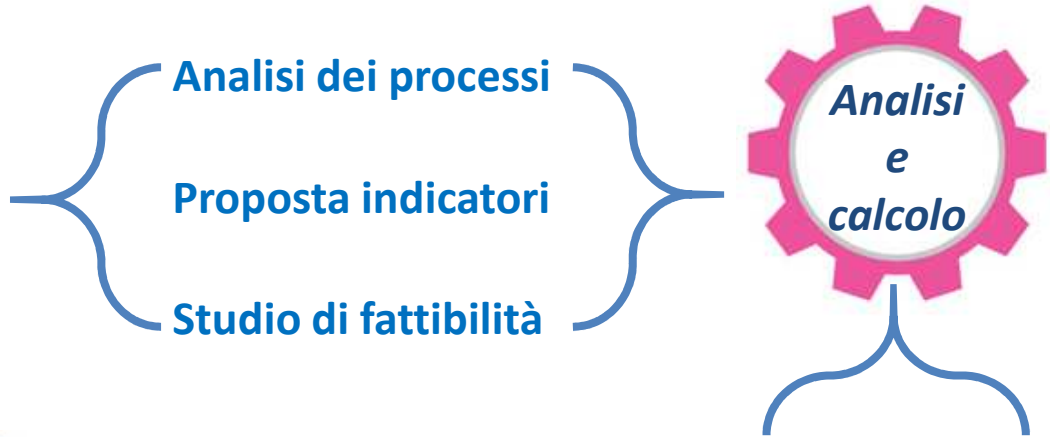 Analisi dei processi
Proposta indicatori
Studio di fattibilità
Analisi
e
calcolo